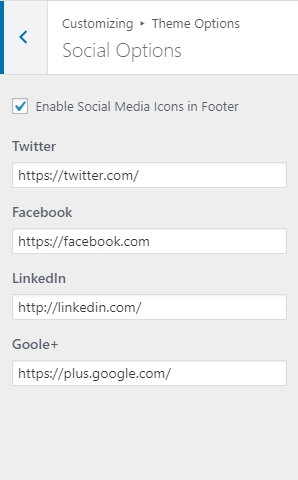 Customizing ▸ Theme Options
Social Options
Enable Social Media Icons in Footer
Twitter
https://twitter.com/
Facebook
https://facebook.com
LinkedIn
http://linkedin.com/
Goole+
https://plus.google.com/